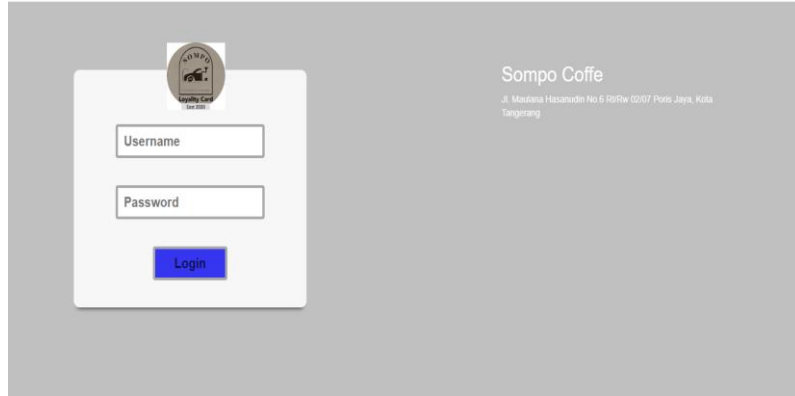 SOMPO
Loyality Card
Username
Password
Login
Sompo Coffe
Jl. Maulana Hasanudin No.6 Rt/Rw 02/07 Poris Jaya, Kota
Tangerang